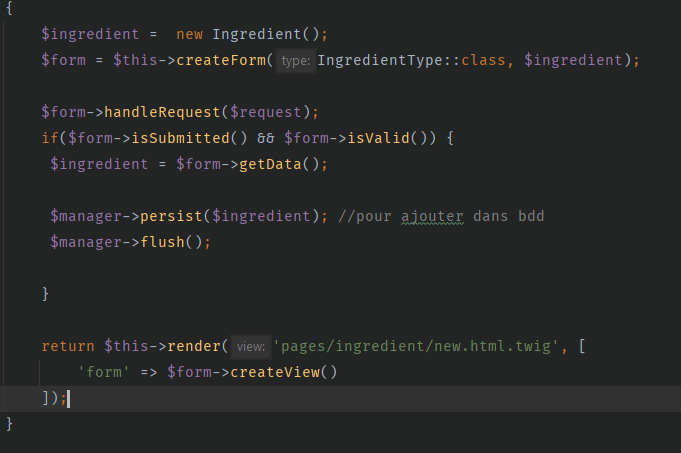 {
$ingredient =  new Ingredient();
$form = $this->createForm( type: IngredientType::class, $ingredient);
$form->handleRequest($request);
if($form->isSubmitted() && $form->isValid()) {
$ingredient = $form->getData();
$manager->persist($ingredient); //pour ajouter dans bdd
$manager->flush();
}
return $this->render( view: 'pages/ingredient/new.html.twig', [
'form' => $form->createView()
]);
}